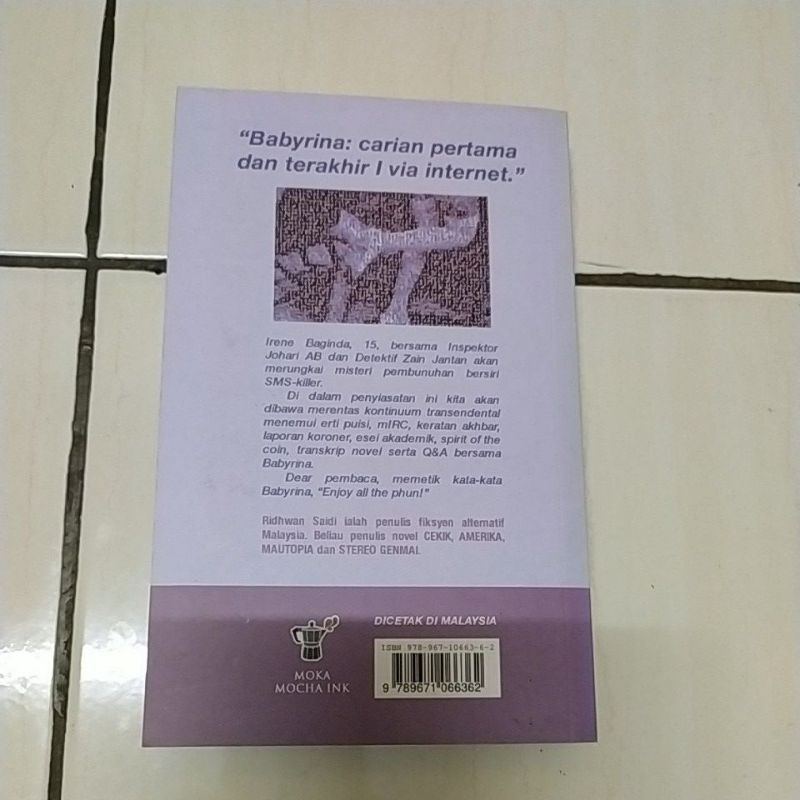 “Babyrina: carian pertama
dan terakhir I via internet.”
Irene Baginda, 15, bersama Inspektor
Johari AB dan Detektif Zain Jantan akan
merungkai misteri pembunuhan bersiri
SMS-killer.
Di dalam penyiasatan ini kita akan
dibawa merentas kontinuum transendental
menemui erti puisi, mIRC, keratan akhbar,
laporan koroner, esei akademik, spirit of the
coin, transkrip novel serta Q&A bersama
Babyrina.
Dear pembaca, memetik kata-kata
Babyrina, “Enjoy all the phun!”
Ridhwan Saidi ialah penulis fiksyen alternatif
Malaysia. Beliau penulis novel CEKIK, AMERIKA,
MAUTOPIA dan STEREO GENMAI.
DICETAK DI MALAYSIA
ISBN 978-967-10663-6-2
9 789671 066362
MOKA
MOCHA INK